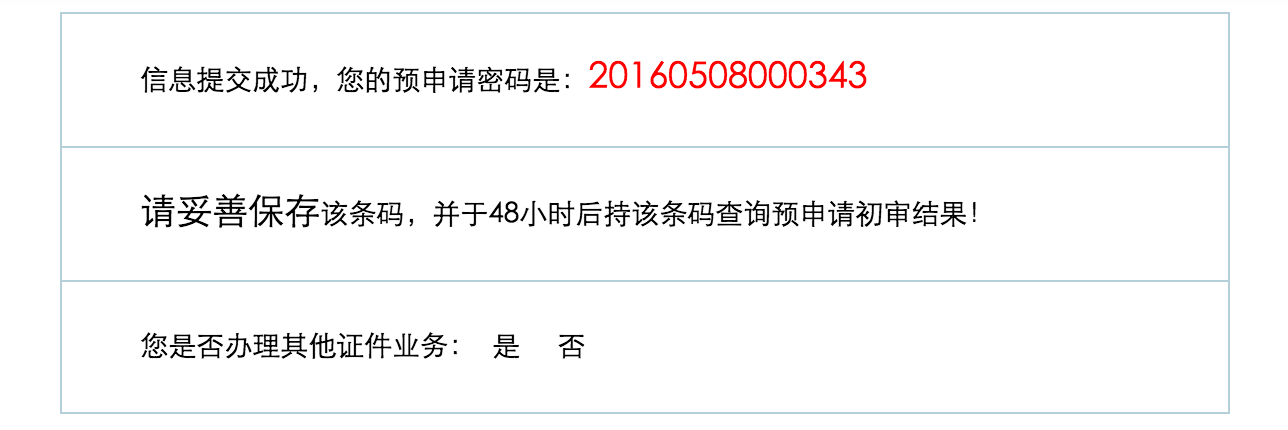 信息提交成功，您的预申请密码是：20160508000343
请妥善保存该条码，并于48小时后持该条码查询预申请初审结果！
您是否办理其他证件业务： 是 否